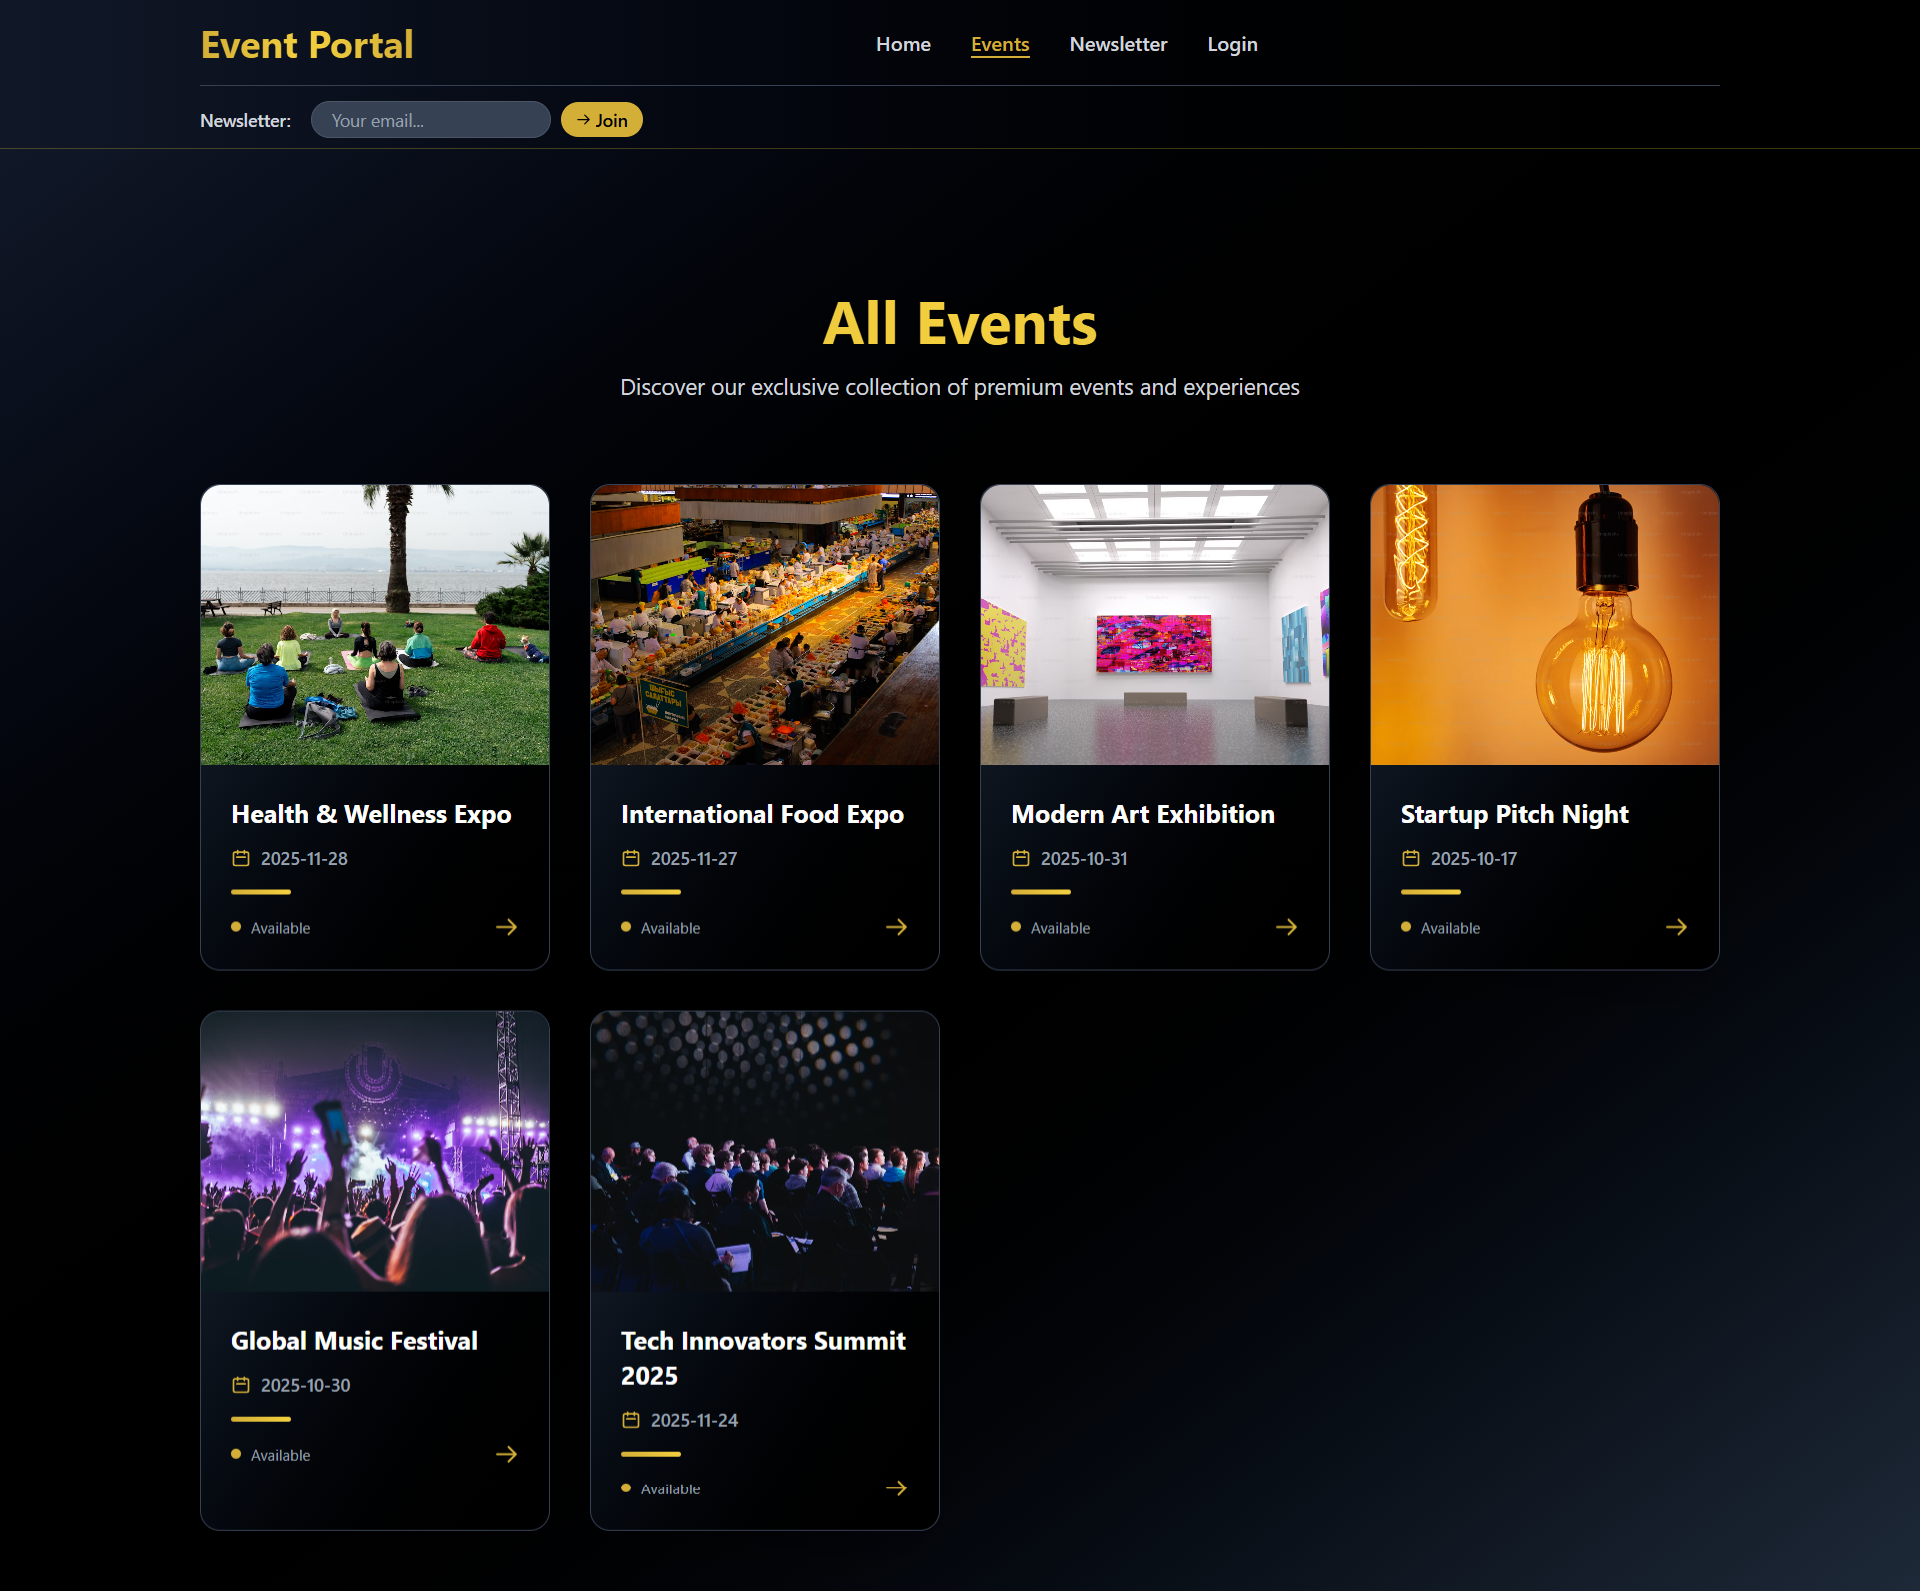 Event Portal
Home
Events
Newsletter
Login
Newsletter:
Your email...
→ Join
All Events
Discover our exclusive collection of premium events and experiences
ШЫҒЫС
САЛАТТАРЫ
Health & Wellness Expo
2025-11-28
Available
International Food Expo
2025-11-27
Available
Modern Art Exhibition
2025-10-31
Available
Startup Pitch Night
2025-10-17
Available
Global Music Festival
2025-10-30
Available
Tech Innovators Summit
2025
2025-11-24
Available